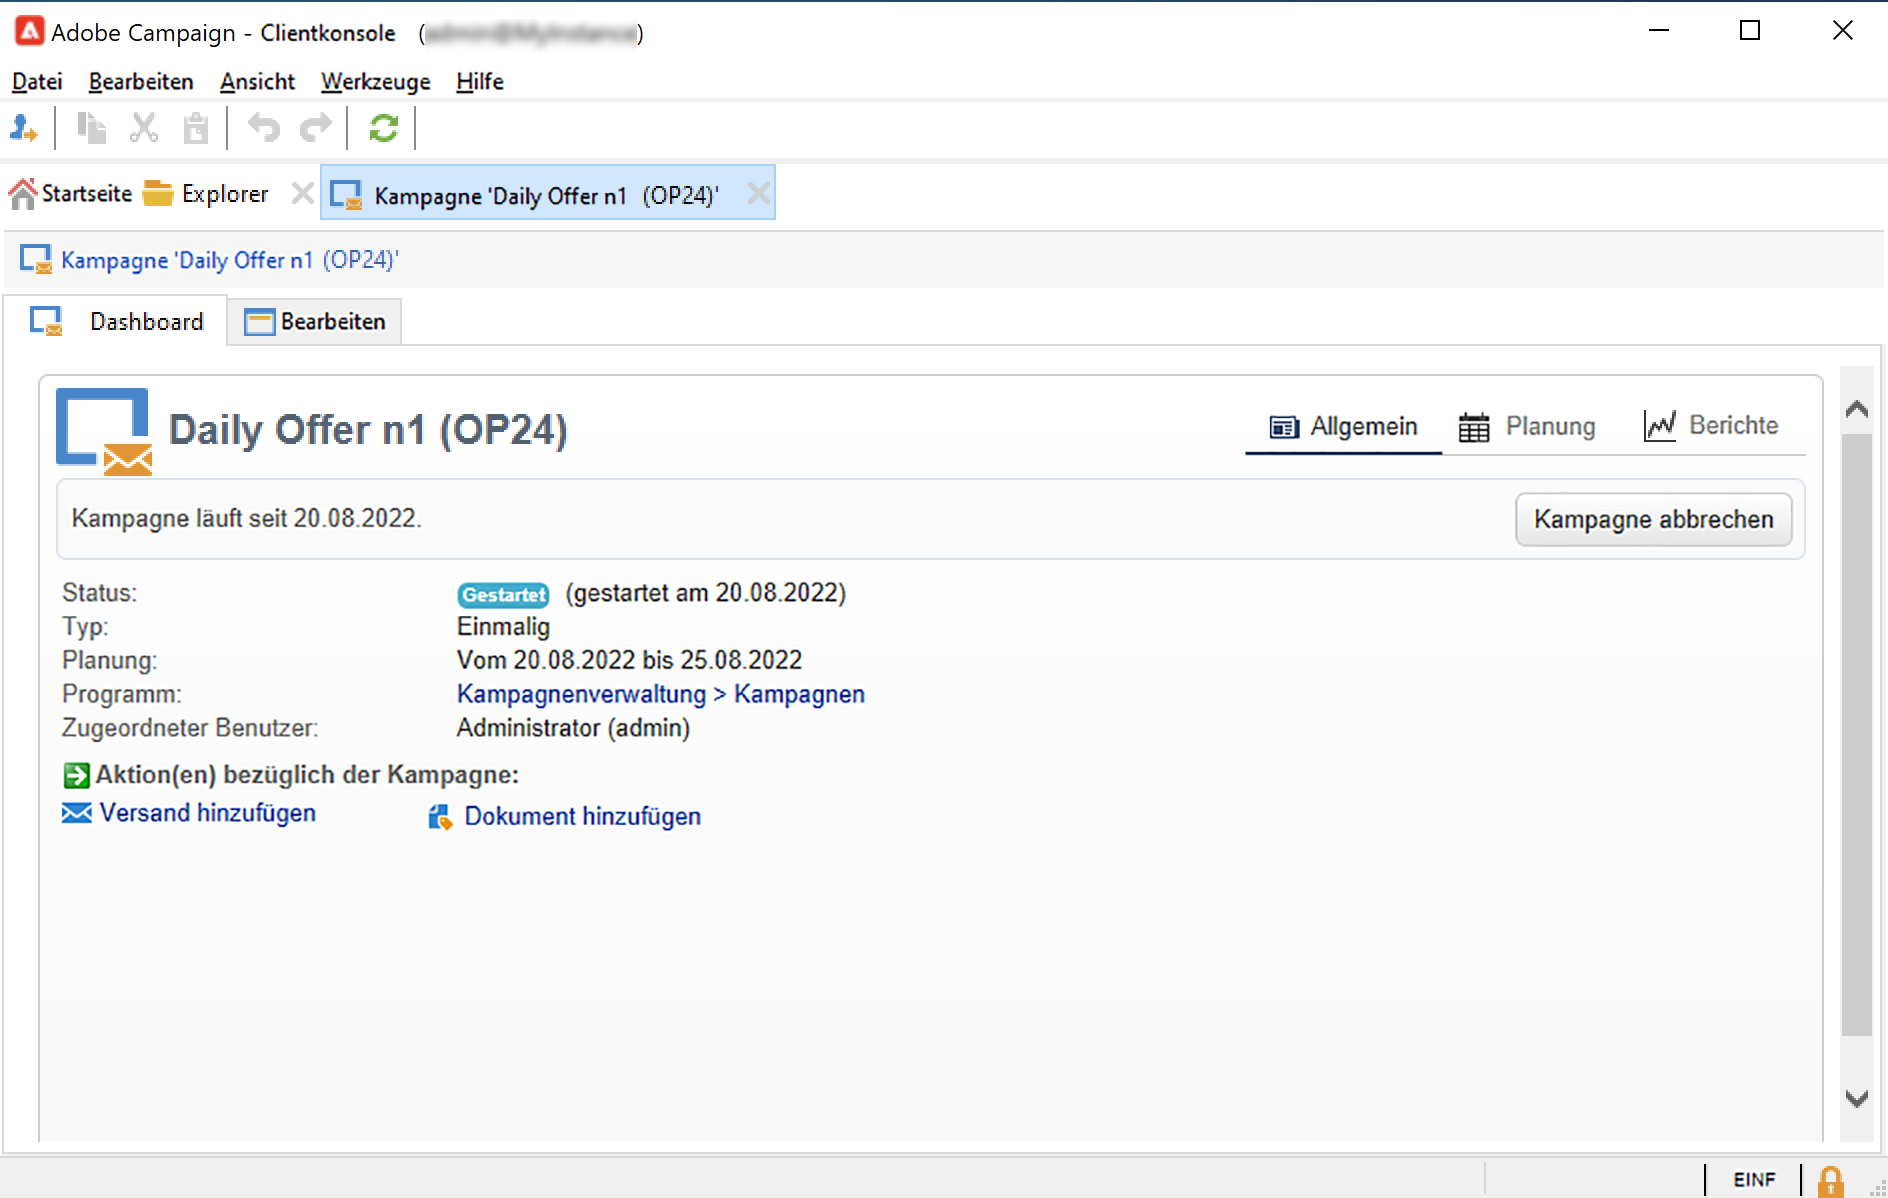 Adobe Campaign - Clientkonsole ( )
Datei Bearbeiten Ansicht Werkzeuge Hilfe
Startseite Explorer Kampagne 'Daily Offer n1 (OP24)'
Kampagne 'Daily Offer n1 (OP24)'
Dashboard Bearbeiten
Daily Offer n1 (OP24) Allgemein Planung Berichte
Kampagne läuft seit 20.08.2022. Kampagne abbrechen
Status: Gestartet (gestartet am 20.08.2022)
Typ: Einmalig
Planung: Vom 20.08.2022 bis 25.08.2022
Programm: Kampagnenverwaltung > Kampagnen
Zugeordneter Benutzer: Administrator (admin)
Aktion(en) bezüglich der Kampagne:
Versand hinzufügen Dokument hinzufügen
EINF